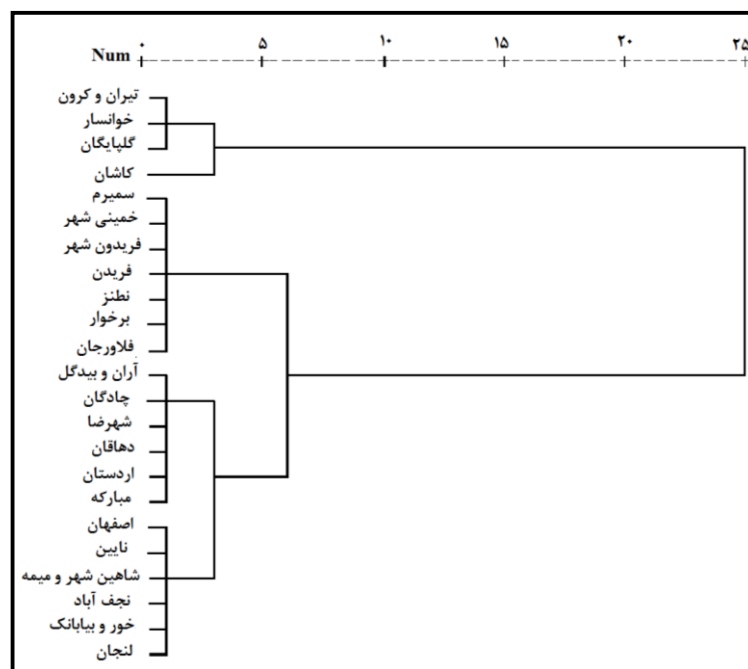 Num ۰ ۵ ۱۰ ۱۵ ۲۰ ۲۵
تیران و کرون
خوانسار
گلپایگان
کاشان
سمیرم
خمینی شهر
فریدون شهر
فریدن
نطنز
برخوار
فلاورجان
آران و بیدگل
چادگان
شهرضا
دهاقان
اردستان
مبارکه
اصفهان
نایین
شاهین شهر و میمه
نجف آباد
خور و بیابانک
لنجان